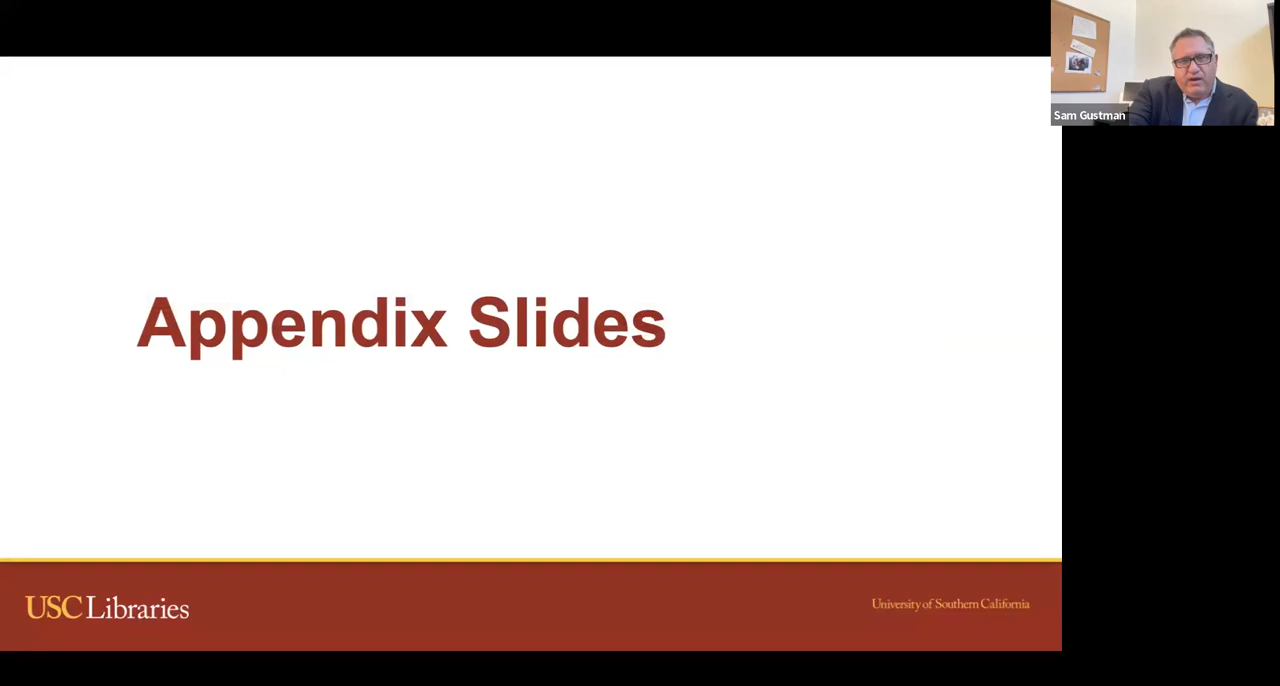 Sam Gustman
Appendix Slides
USC Libraries
University of Southern California